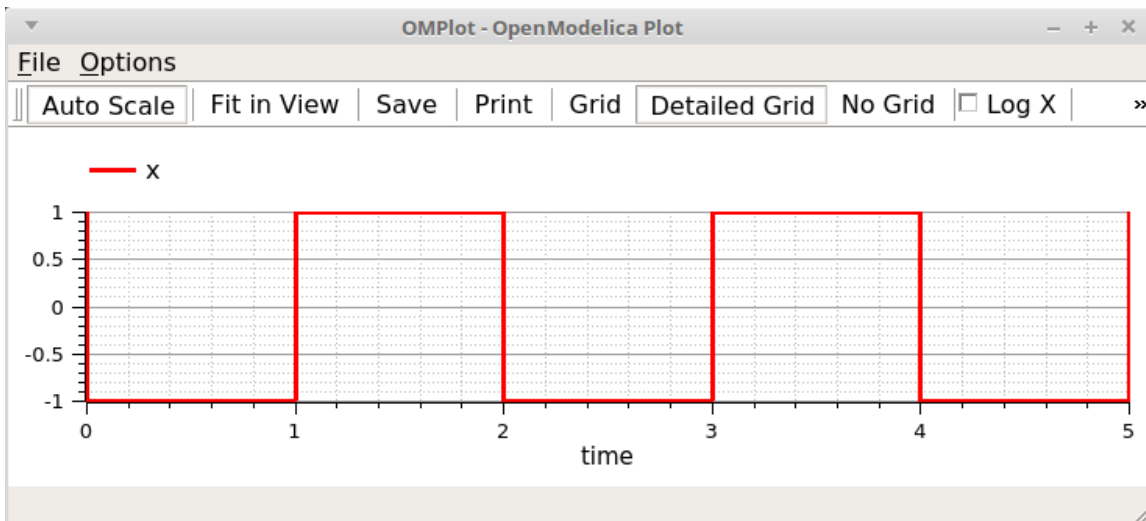 OMPlot - OpenModelica Plot
File Options
Auto Scale Fit in View Save Print Grid Detailed Grid No Grid Log X »
x
1
0.5
0
-0.5
-1
0 1 2 3 4 5
time